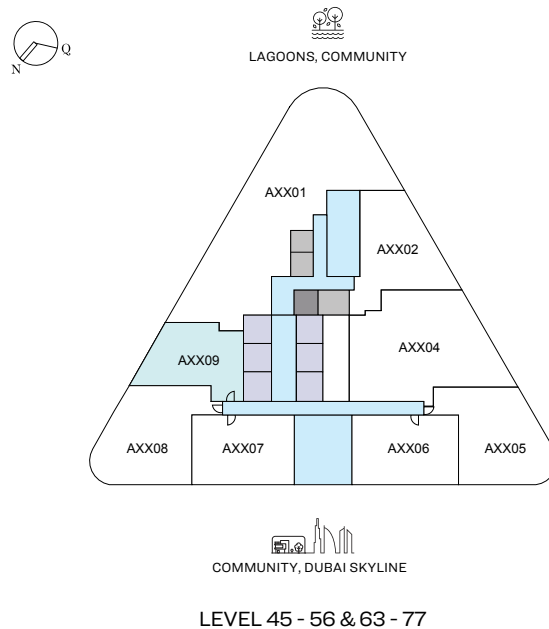 LAGOONS, COMMUNITY
N
Q
AXX01
AXX02
AXX04
AXX09
AXX08
AXX07
AXX06
AXX05
COMMUNITY, DUBAI SKYLINE
LEVEL 45 - 56 & 63 - 77